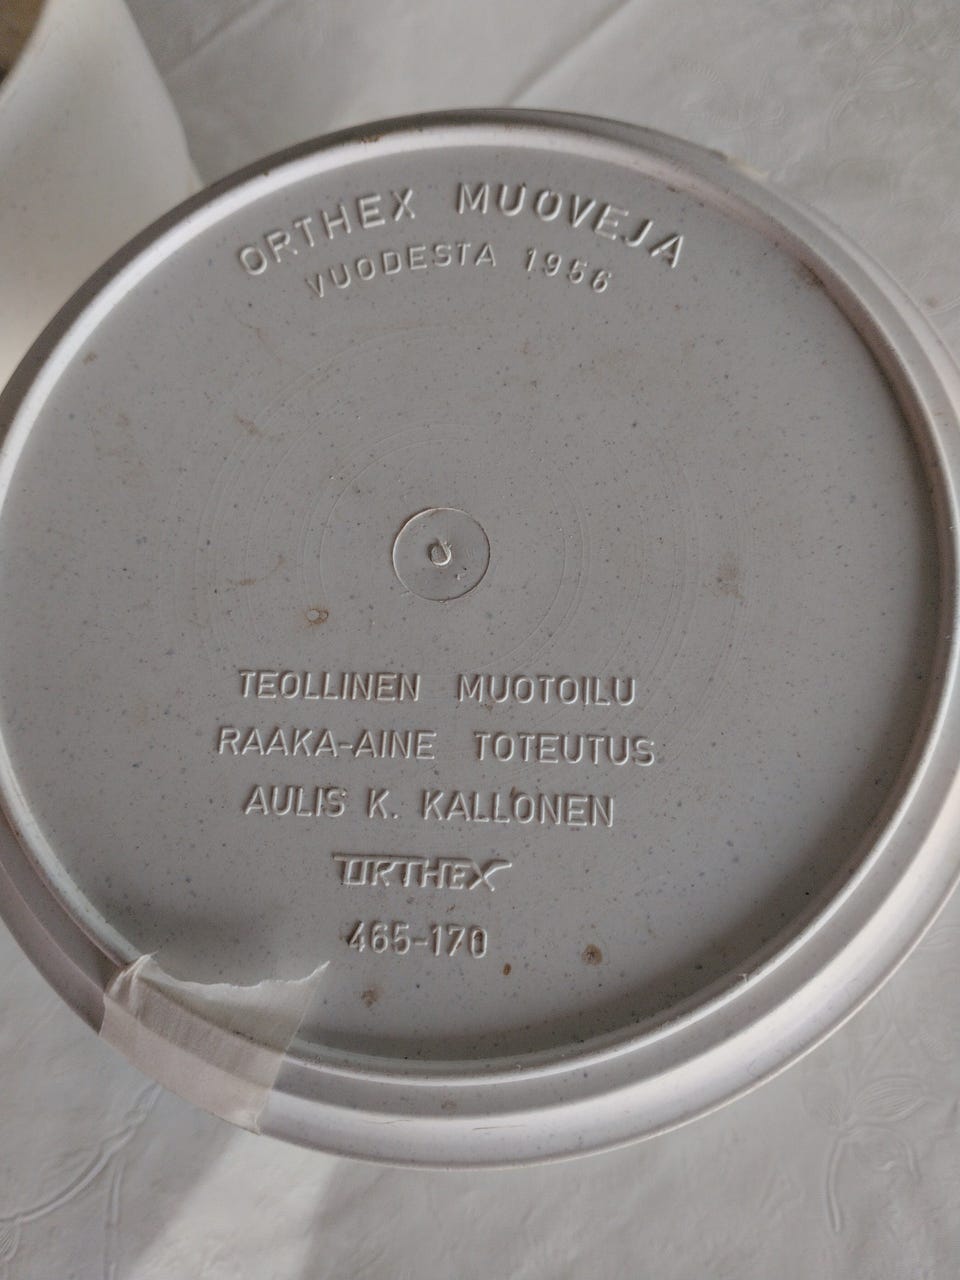 ORTHEX MUOVEJA
VUODESTA 1956
TEOLLINEN MUOTOILU
RAAKA-AINE TOTEUTUS
AULIS K. KALLONEN
ORTHEX
465-170